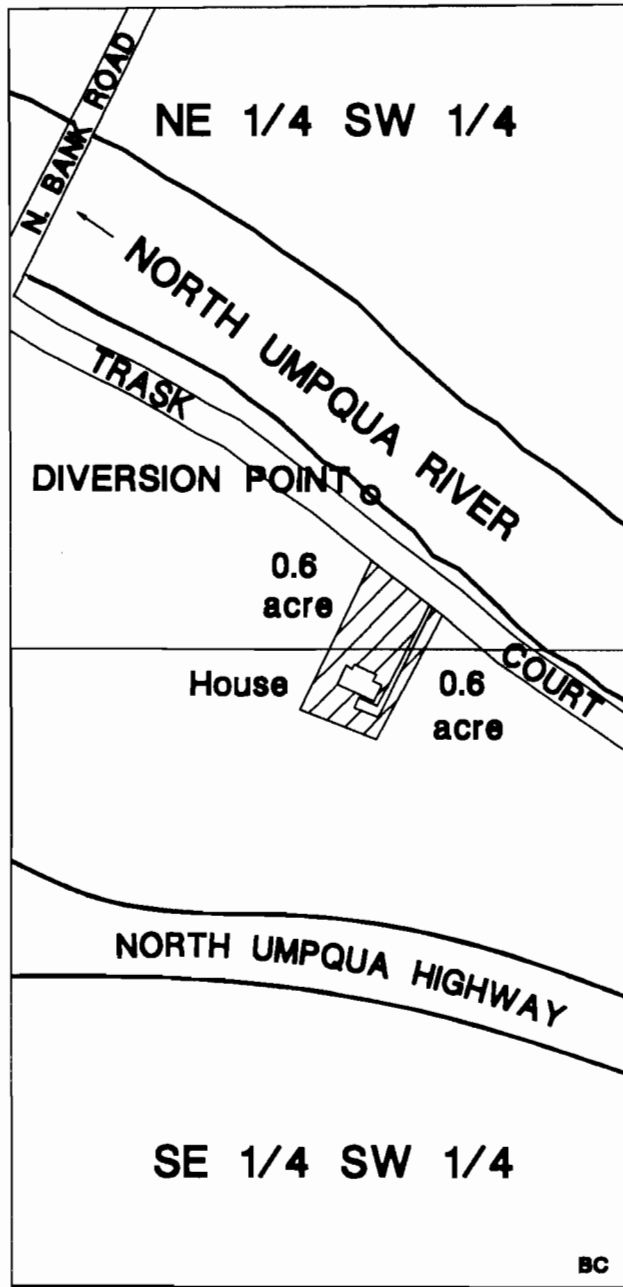 N. BANK ROAD
NE 1/4 SW 1/4
NORTH UMPQUA RIVER
TRASK
DIVERSION POINT
0.6
acre
COURT
House
0.6
acre
NORTH UMPQUA HIGHWAY
SE 1/4 SW 1/4
BC